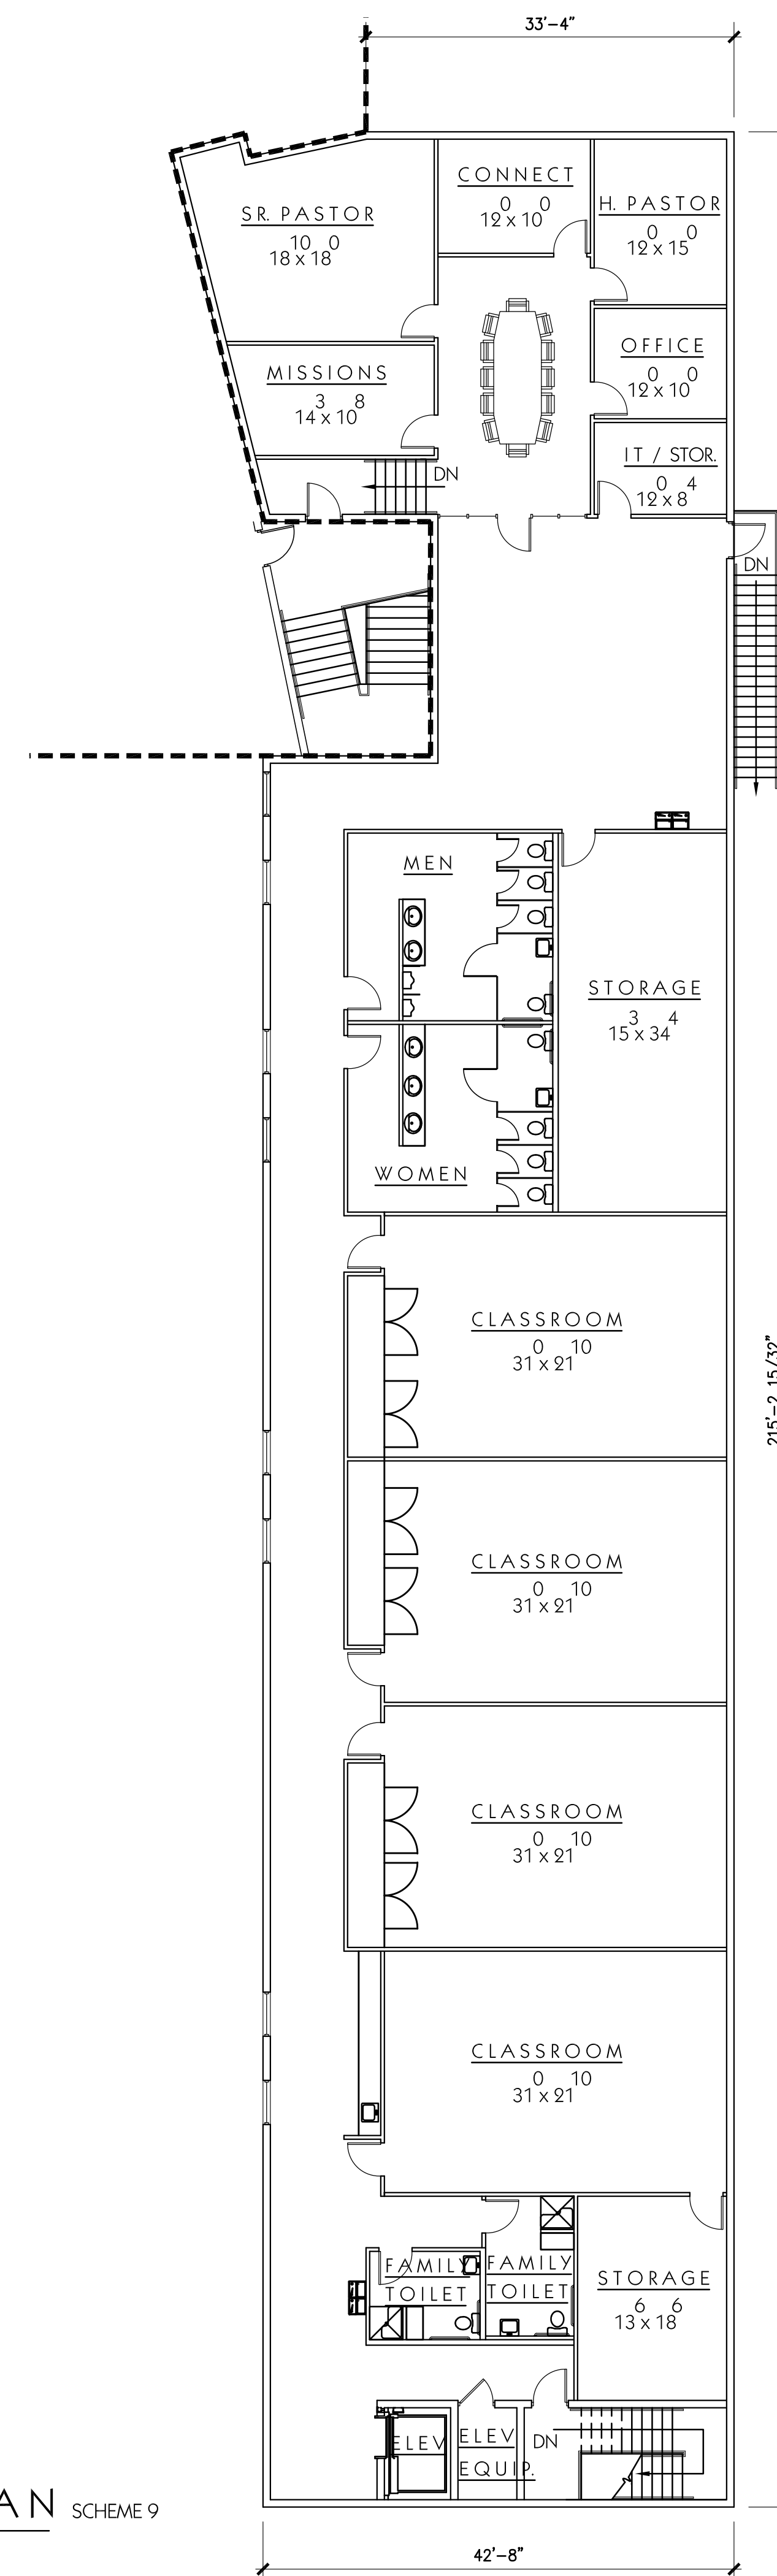 33'-4"
CONNECT
0 0
12 x 10
SR. PASTOR
10 0
18 x 18
H. PASTOR
0 0
12 x 15
OFFICE
0 0
12 x 10
MISSIONS
3 8
14 x 10
IT / STOR.
0 4
12 x 8
DN
DN
MEN
STORAGE
3 4
15 x 34
WOMEN
CLASSROOM
0 10
31 x 21
215'-2 15/32"
CLASSROOM
0 10
31 x 21
CLASSROOM
0 10
31 x 21
CLASSROOM
0 10
31 x 21
FAMILY
TOILET
FAMILY
TOILET
STORAGE
6 6
13 x 18
ELEV
ELEV
EQUIP.
DN
AN SCHEME 9
42'-8"